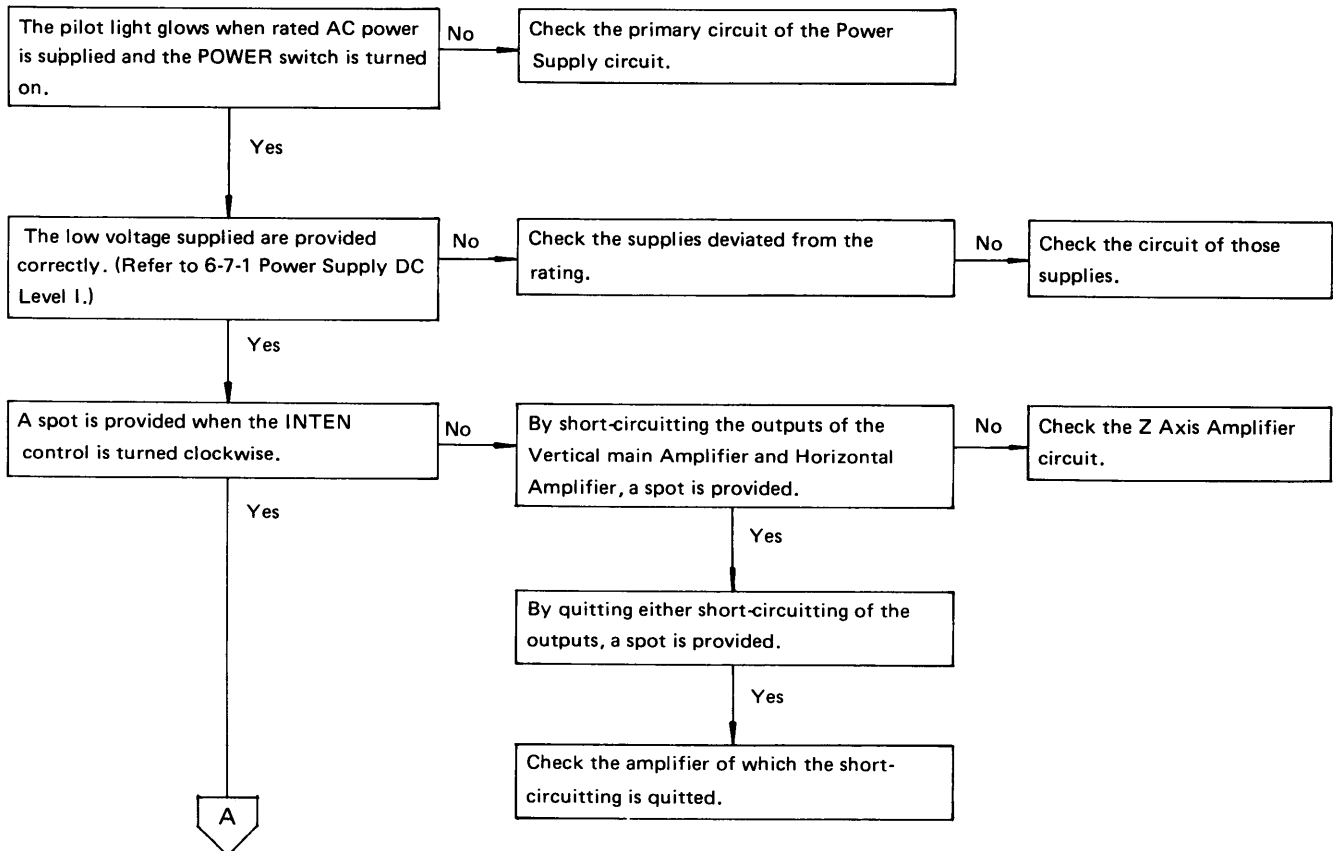 The pilot light glows when rated AC power
is supplied and the POWER switch is turned
on.
No
Check the primary circuit of the Power
Supply circuit.
Yes
The low voltage supplied are provided
correctly. (Refer to 6-7-1 Power Supply DC
Level I.)
No
Check the supplies deviated from the
rating.
No
Check the circuit of those
supplies.
Yes
A spot is provided when the INTEN
control is turned clockwise.
No
By short-circuitting the outputs of the
Vertical main Amplifier and Horizontal
Amplifier, a spot is provided.
No
Check the Z Axis Amplifier
circuit.
Yes
Yes
By quitting either short-circuitting of the
outputs, a spot is provided.
Yes
Check the amplifier of which the short-
circuitting is quitted.
A